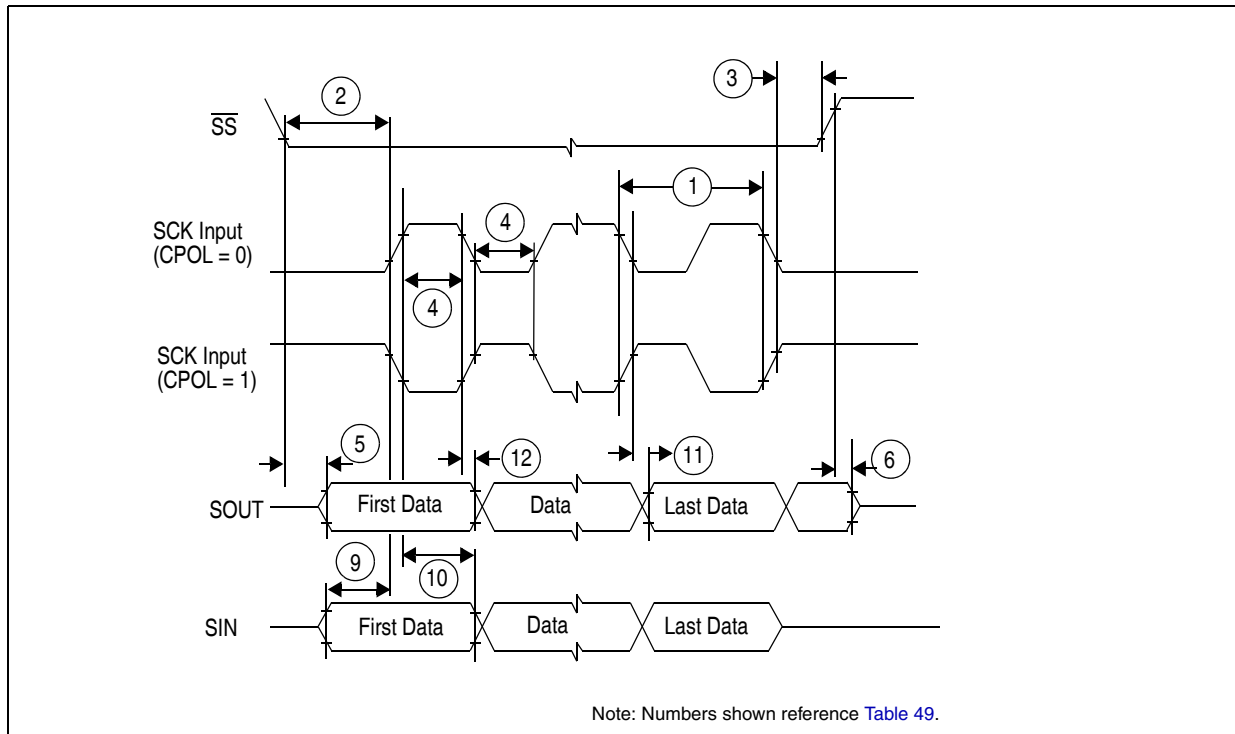 3
2
SS
1
SCK Input
(CPOL = 0)
4
4
SCK Input
(CPOL = 1)
5
12
11
6
SOUT
First Data
Data
Last Data
9
10
SIN
First Data
Data
Last Data
Note: Numbers shown reference Table 49.